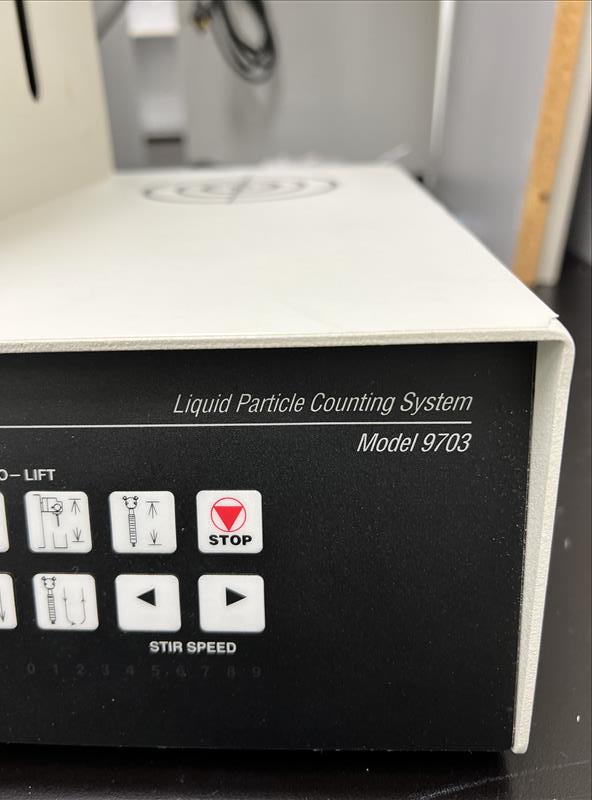 Liquid Particle Counting System
Model 9703
O-LIFT
STOP
STIR SPEED
0 1 2 3 4 5 6 7 8 9